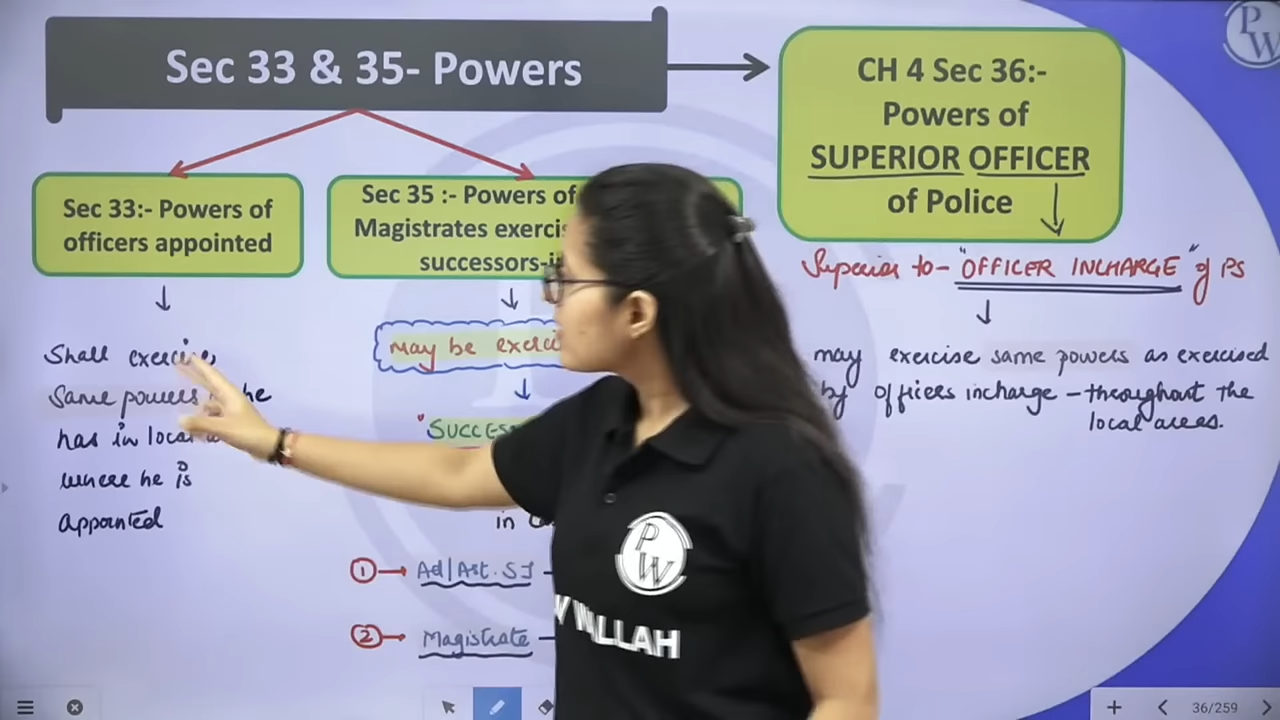 Sec 33 & 35- Powers
CH 4 Sec 36:-
Powers of
SUPERIOR OFFICER
of Police
Sec 33:- Powers of
officers appointed
Sec 35 :- Powers of
Magistrates
successors-
Superior to- "OFFICER INCHARGE" of PS
Shall exercise
Same powers he
has in local
where he is
appointed
may be
may exercise same powers as exercised
by officers incharge - throughout the
local areas.
in
① → Ad|Ast. SJ -
② → Magistrate -
PW
PW
WALLAH
36/259